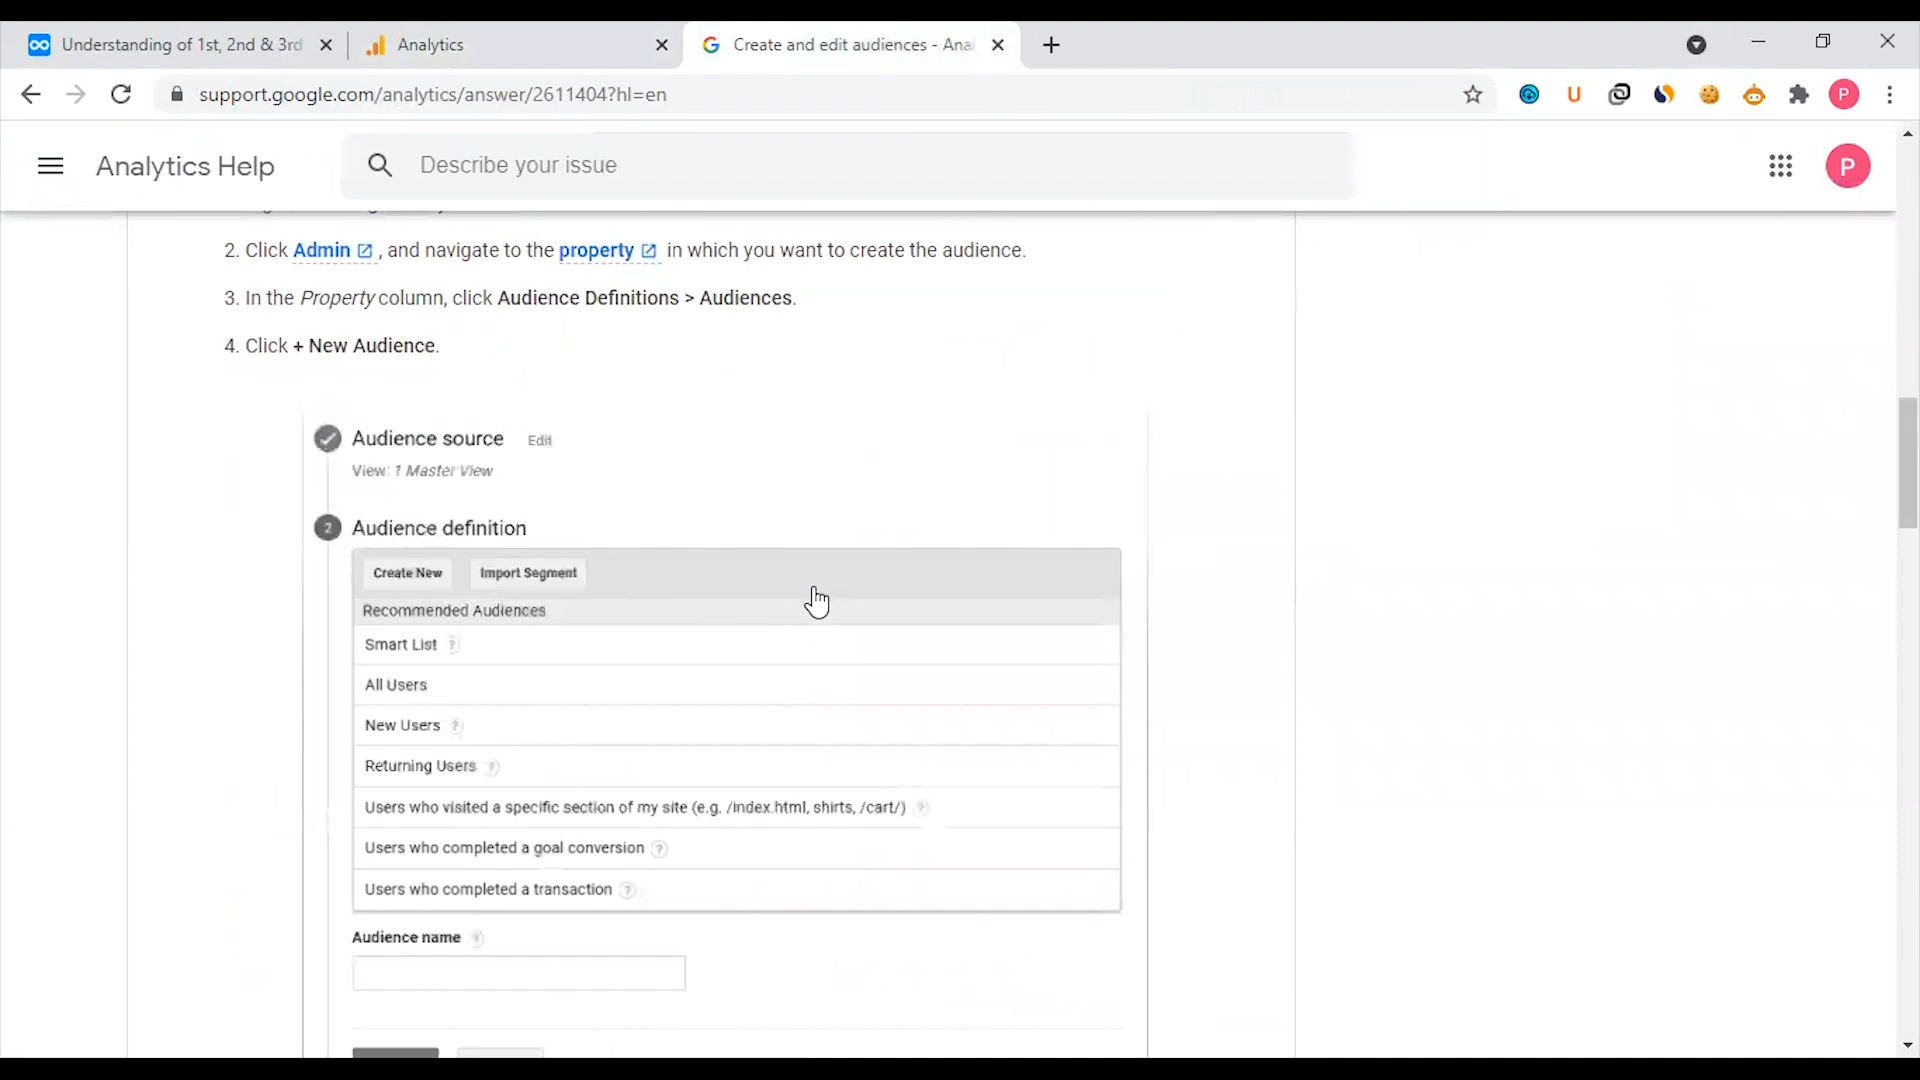 Understanding of 1st, 2nd & 3rd
Analytics
Create and edit audiences - Anal
support.google.com/analytics/answer/2611404?hl=en
P
Analytics Help
Describe your issue
P
2. Click Admin, and navigate to the property in which you want to create the audience.
3. In the Property column, click Audience Definitions > Audiences.
4. Click + New Audience.
Audience source Edit
View: 1 Master View
2 Audience definition
Create New Import Segment
Recommended Audiences
Smart List ?
All Users
New Users ?
Returning Users ?
Users who visited a specific section of my site (e.g. /index.html, shirts, /cart/) ?
Users who completed a goal conversion ?
Users who completed a transaction ?
Audience name ?